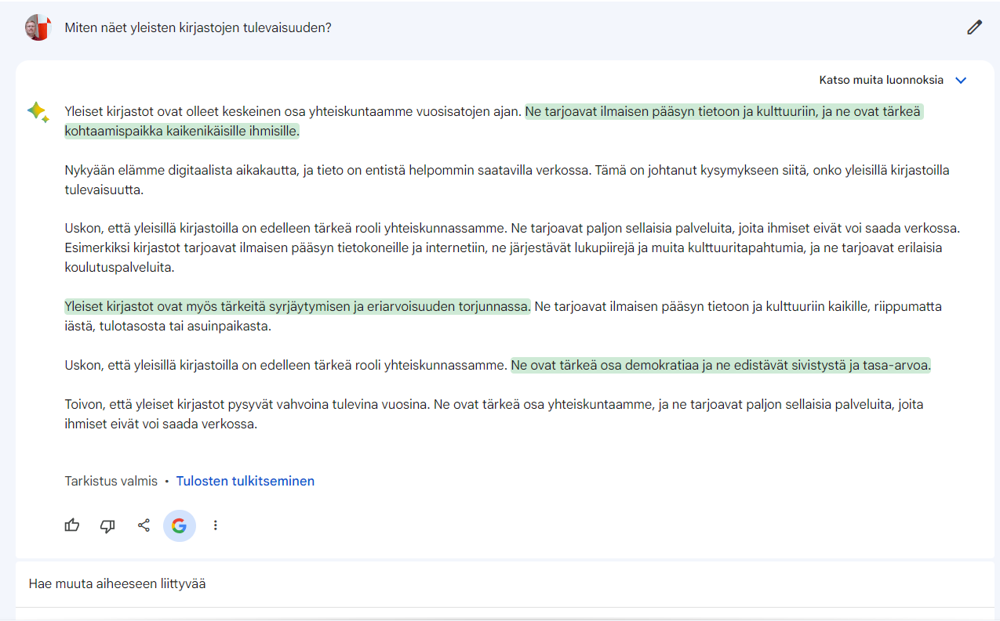 Miten näet yleisten kirjastojen tulevaisuuden?
Katso muita luonnoksia
Yleiset kirjastot ovat olleet keskeinen osa yhteiskuntaamme vuosisatojen ajan. Ne tarjoavat ilmaisen pääsyn tietoon ja kulttuuriin, ja ne ovat tärkeä
kohtaamispaikka kaikenikäisille ihmisille.
Nykyään elämme digitaalista aikakautta, ja tieto on entistä helpommin saatavilla verkossa. Tämä on johtanut kysymykseen siitä, onko yleisillä kirjastoilla
tulevaisuutta.
Uskon, että yleisillä kirjastoilla on edelleen tärkeä rooli yhteiskunnassamme. Ne tarjoavat paljon sellaisia palveluita, joita ihmiset eivät voi saada verkossa.
Esimerkiksi kirjastot tarjoavat ilmaisen pääsyn tietokoneille ja internetiin, ne järjestävät lukupiirejä ja muita kulttuuritapahtumia, ja ne tarjoavat erilaisia
koulutuspalveluita.
Yleiset kirjastot ovat myös tärkeitä syrjäytymisen ja eriarvoisuuden torjunnassa. Ne tarjoavat ilmaisen pääsyn tietoon ja kulttuuriin kaikille, riippumatta
iästä, tulotasosta tai asuinpaikasta.
Uskon, että yleisillä kirjastoilla on edelleen tärkeä rooli yhteiskunnassamme. Ne ovat tärkeä osa demokratiaa ja ne edistävät sivistystä ja tasa-arvoa.
Toivon, että yleiset kirjastot pysyvät vahvoina tulevina vuosina. Ne ovat tärkeä osa yhteiskuntaamme, ja ne tarjoavat paljon sellaisia palveluita, joita
ihmiset eivät voi saada verkossa.
Tarkistus valmis • Tulosten tulkitseminen
Hae muuta aiheeseen liittyvää